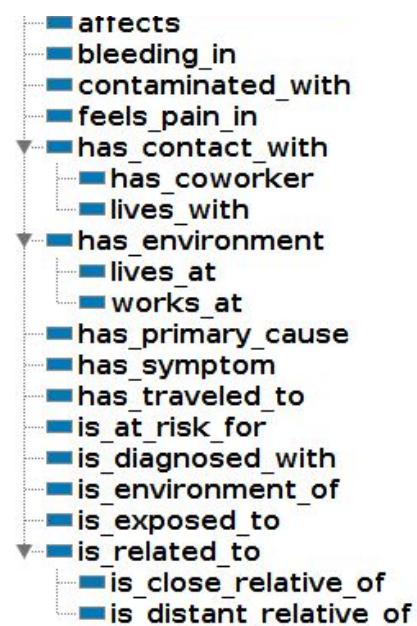 affects
bleeding_in
contaminated_with
feels_pain_in
has_contact_with
has_coworker
lives_with
has_environment
lives_at
works_at
has_primary_cause
has_symptom
has_traveled_to
is_at_risk_for
is_diagnosed_with
is_environment_of
is_exposed_to
is_related_to
is_close_relative_of
is_distant_relative_of